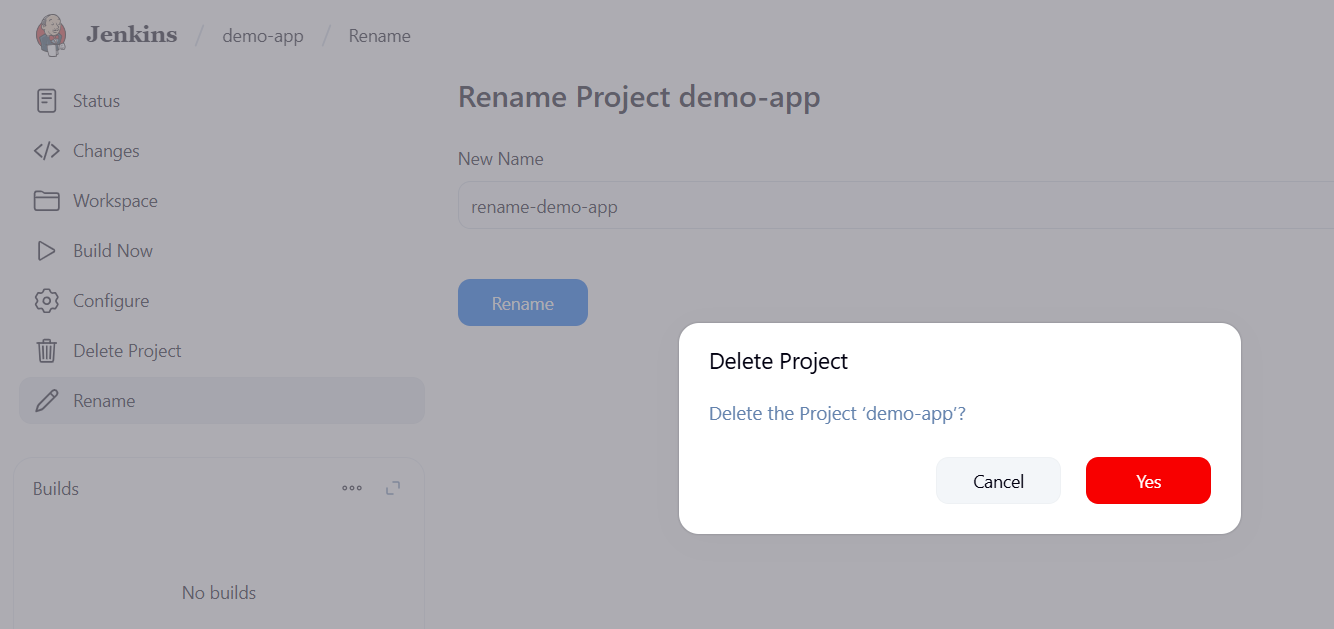 Jenkins / demo-app / Rename
Status
Changes
Workspace
Build Now
Configure
Delete Project
Rename
Builds
No builds
Rename Project demo-app
New Name
rename-demo-app
Rename
Delete Project
Delete the Project ‘demo-app’?
Cancel Yes